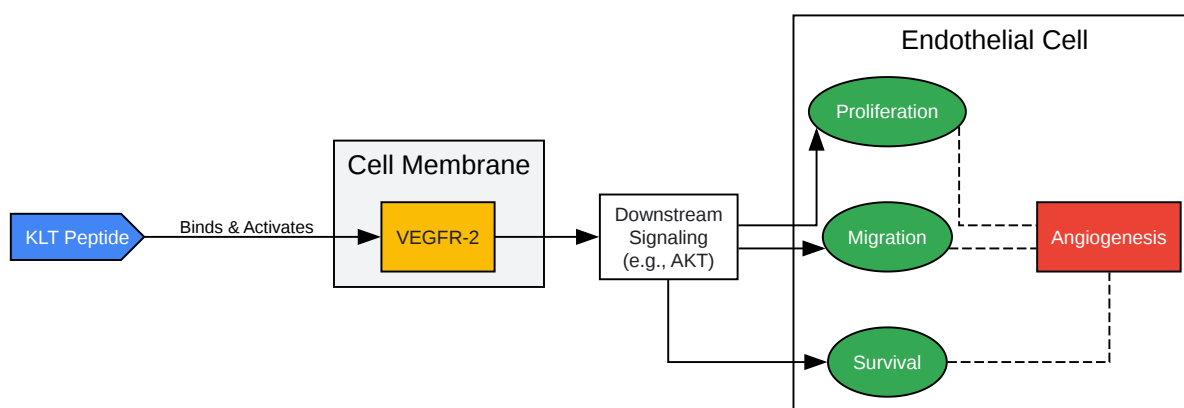 Endothelial Cell
Proliferation
Cell Membrane
KLT Peptide
Binds & Activates
VEGFR-2
Downstream
Signaling
(e.g., AKT)
Migration
Angiogenesis
Survival